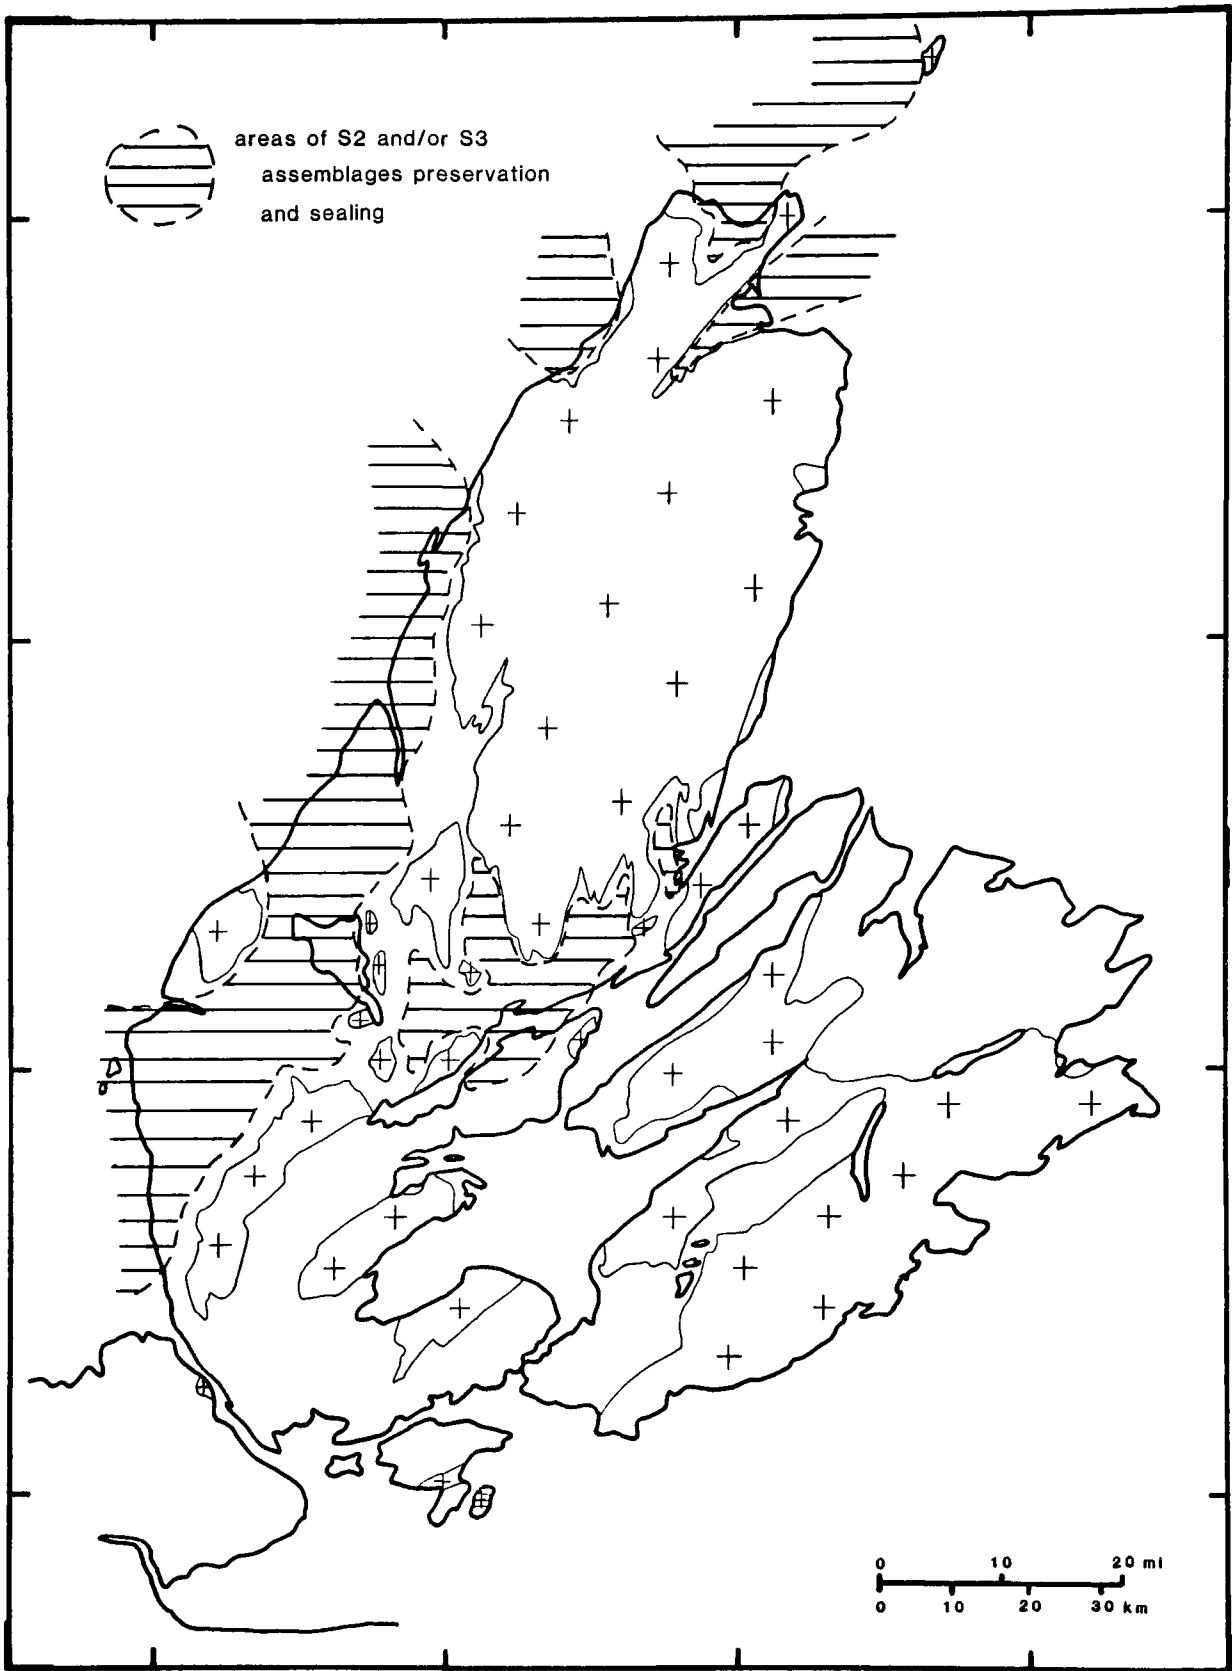 areas of S2 and/or S3
assemblages preservation
and sealing
0 10 20 mi
0 10 20 30 km